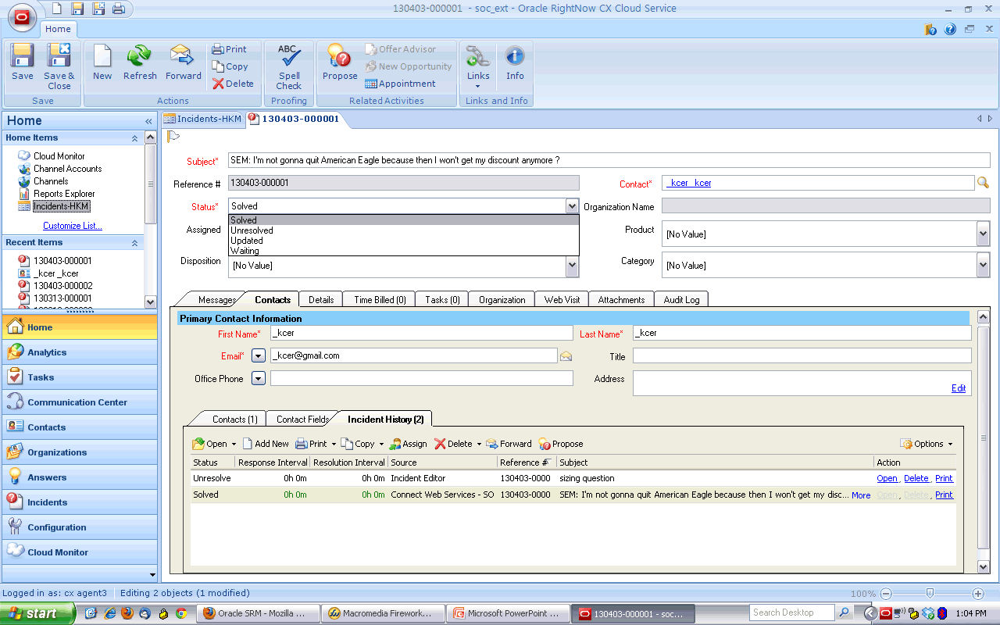 130403-000001 - soc_ext - Oracle RightNow CX Cloud Service
Home
Save
Save & Close
Save
New
Refresh
Forward
Print
Copy
Delete
Actions
ABC
Spell Check
Proofing
Propose
Offer Advisor
New Opportunity
Appointment
Related Activities
Links
Info
Links and Info
Home
Home Items
Cloud Monitor
Channel Accounts
Channels
Reports Explorer
Incidents-HKM
Customize List...
Recent Items
130403-000001
_kcer _kcer
130403-000002
130313-000001
Home
Analytics
Tasks
Communication Center
Contacts
Organizations
Answers
Incidents
Configuration
Cloud Monitor
Incidents-HKM
130403-000001
Subject*
SEM: I'm not gonna quit American Eagle because then I won't get my discount anymore ?
Reference #
130403-000001
Contact*
_kcer _kcer
Status*
Solved
Organization Name
Solved
Unresolved
Updated
Waiting
Assigned
Product
[No Value]
Disposition
[No Value]
Category
[No Value]
Messages
Contacts
Details
Time Billed (0)
Tasks (0)
Organization
Web Visit
Attachments
Audit Log
Primary Contact Information
First Name*
_kcer
Last Name*
_kcer
Email*
_kcer@gmail.com
Title
Office Phone
Address
Edit
Contacts (1)
Contact Fields
Incident History (2)
Open
Add New
Print
Copy
Assign
Delete
Forward
Propose
Options
Status Response Interval Resolution Interval Source Reference # Subject Action
Unresolve 0h 0m 0h 0m Incident Editor 130403-0000 sizing question Open, Delete, Print
Solved 0h 0m 0h 0m Connect Web Services - SO 130403-0000 SEM: I'm not gonna quit American Eagle because then I won't get my disc... More Open, Delete, Print
Logged in as: cx agent3
Editing 2 objects (1 modified)
100%
start
Oracle SRM - Mozilla ...
Macromedia Firework...
Microsoft PowerPoint ...
130403-000001 - soc...
Search Desktop
1:04 PM